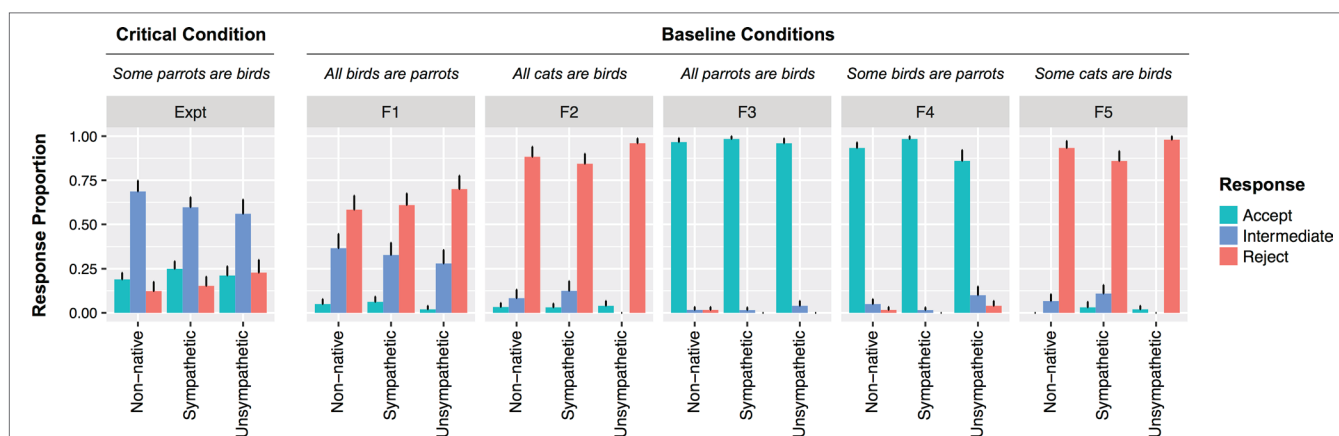 Critical Condition
Baseline Conditions
Some parrots are birds
All birds are parrots
All cats are birds
All parrots are birds
Some birds are parrots
Some cats are birds
Expt
F1
F2
F3
F4
F5
Response Proportion
1.00
0.75
0.50
0.25
0.00
Non−native
Sympathetic
Unsympathetic
Non−native
Sympathetic
Unsympathetic
Non−native
Sympathetic
Unsympathetic
Non−native
Sympathetic
Unsympathetic
Non−native
Sympathetic
Unsympathetic
Non−native
Sympathetic
Unsympathetic
Response
Accept
Intermediate
Reject